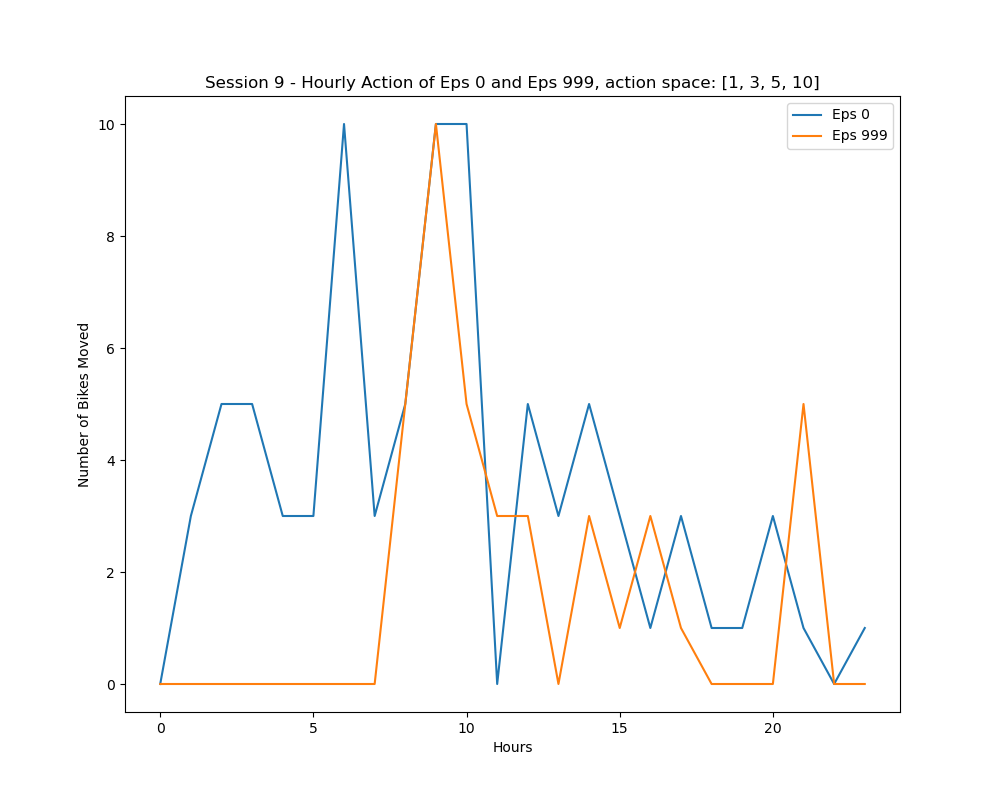 Session 9 - Hourly Action of Eps 0 and Eps 999, action space: [1, 3, 5, 10]
Eps 0
Eps 999
10
8
6
4
2
0
Number of Bikes Moved
0 5 10 15 20
Hours